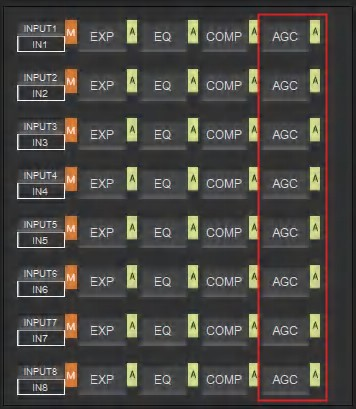 INPUT1 M EXP A EQ A COMP A AGC A
IN1
INPUT2 M EXP A EQ A COMP A AGC A
IN2
INPUT3 M EXP A EQ A COMP A AGC A
IN3
INPUT4 M EXP A EQ A COMP A AGC A
IN4
INPUT5 M EXP A EQ A COMP A AGC A
IN5
INPUT6 M EXP A EQ A COMP A AGC A
IN6
INPUT7 M EXP A EQ A COMP A AGC A
IN7
INPUT8 M EXP A EQ A COMP A AGC A
IN8